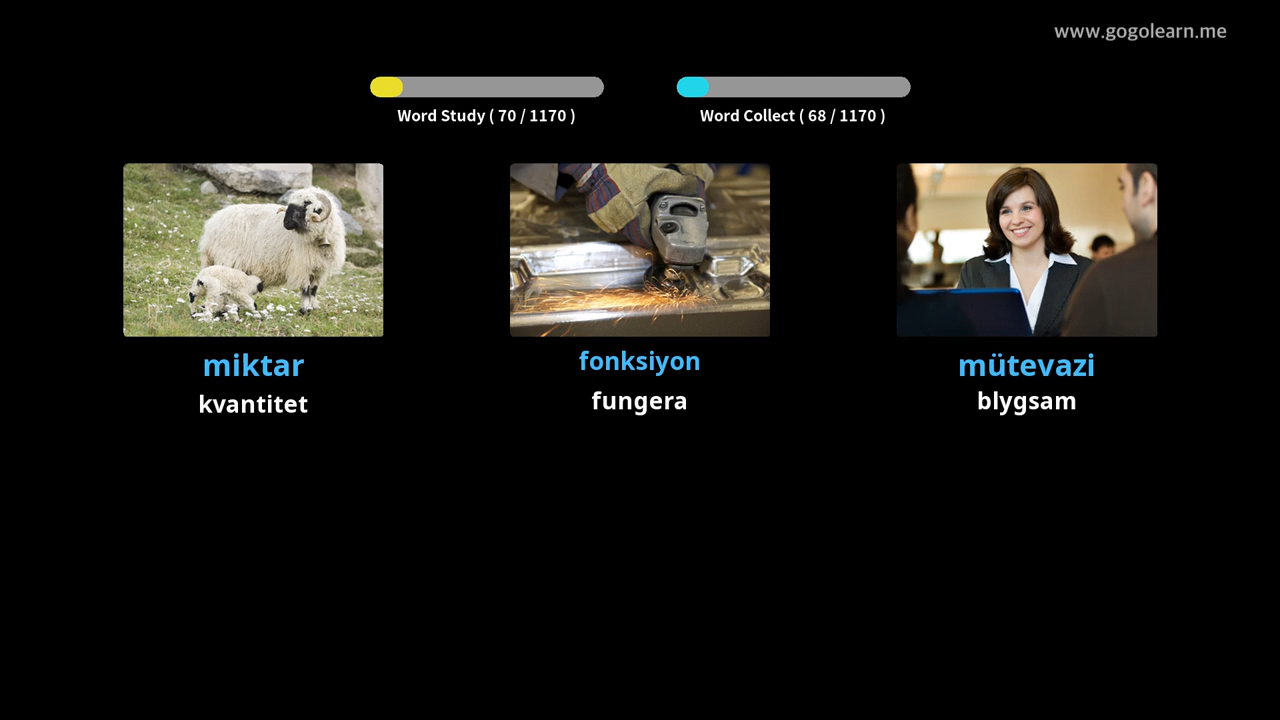 www.gogolearn.me
Word Study ( 70 / 1170 )
Word Collect ( 68 / 1170 )
miktar
kvantitet
fonksiyon
fungera
mütevazi
blygsam